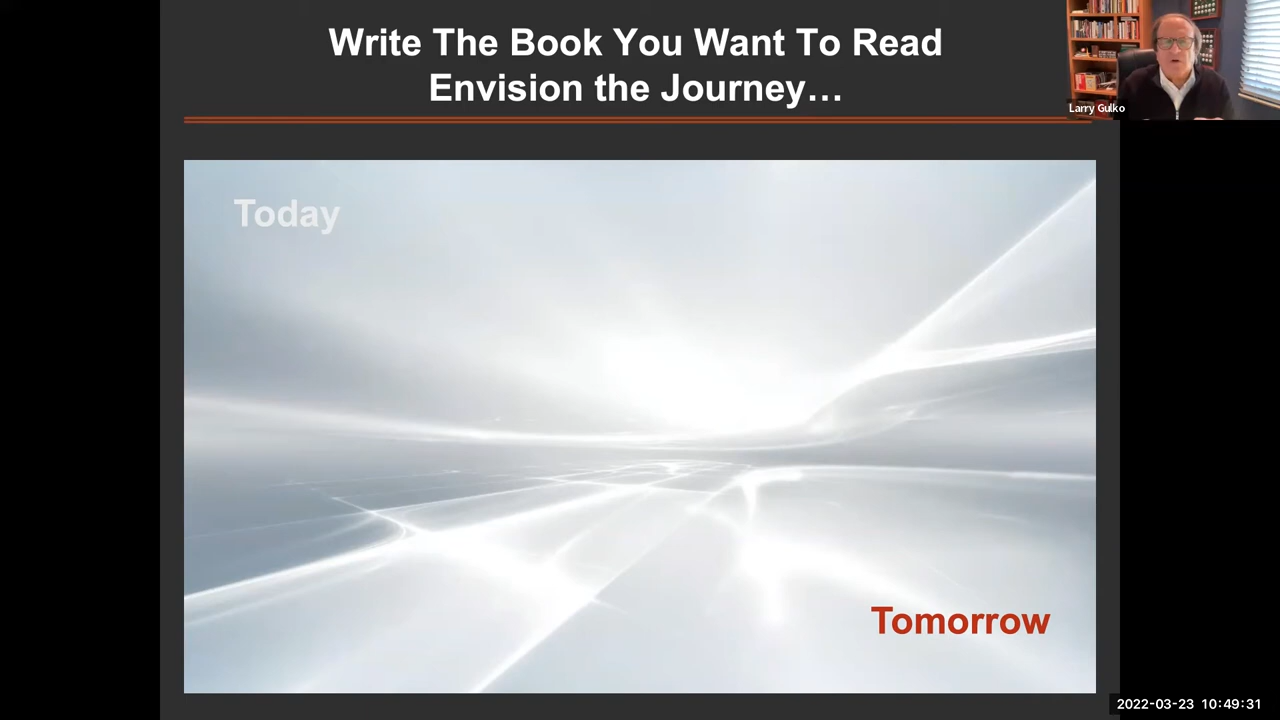 Write The Book You Want To Read
Envision the Journey…
Larry Gulko
Today
Tomorrow
2022-03-23 10:49:31